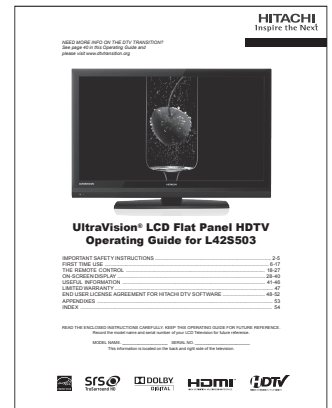 HITACHI
Inspire the Next
NEED MORE INFO ON THE DTV TRANSITION?
See page 40 in this Operating Guide and
please visit www.dtvtransition.org
HITACHI
UltraVision® LCD Flat Panel HDTV
Operating Guide for L42S503
IMPORTANT SAFETY INSTRUCTIONS 2-5
FIRST TIME USE 6-17
THE REMOTE CONTROL 18-27
ON-SCREEN DISPLAY 28-40
USEFUL INFORMATION 41-46
LIMITED WARRANTY 47
END USER LICENSE AGREEMENT FOR HITACHI DTV SOFTWARE 48-52
APPENDIXES 53
INDEX 54
READ THE ENCLOSED INSTRUCTIONS CAREFULLY. KEEP THIS OPERATING GUIDE FOR FUTURE REFERENCE.
Record the model name and serial number of your LCD Television for future reference.
MODEL NAME: SERIAL NO.
This information is located on the back and right side of the television.
SRS TruSurround HD DOLBY DIGITAL HDMI HDTV